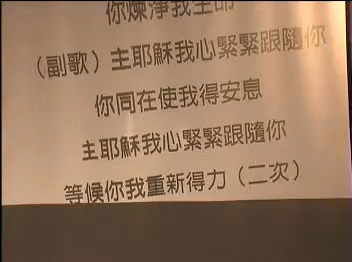 你煉淨我生命
（副歌）主耶穌我心緊緊跟隨你
你同在使我得安息
主耶穌我心緊緊跟隨你
等候你我重新得力（二次）